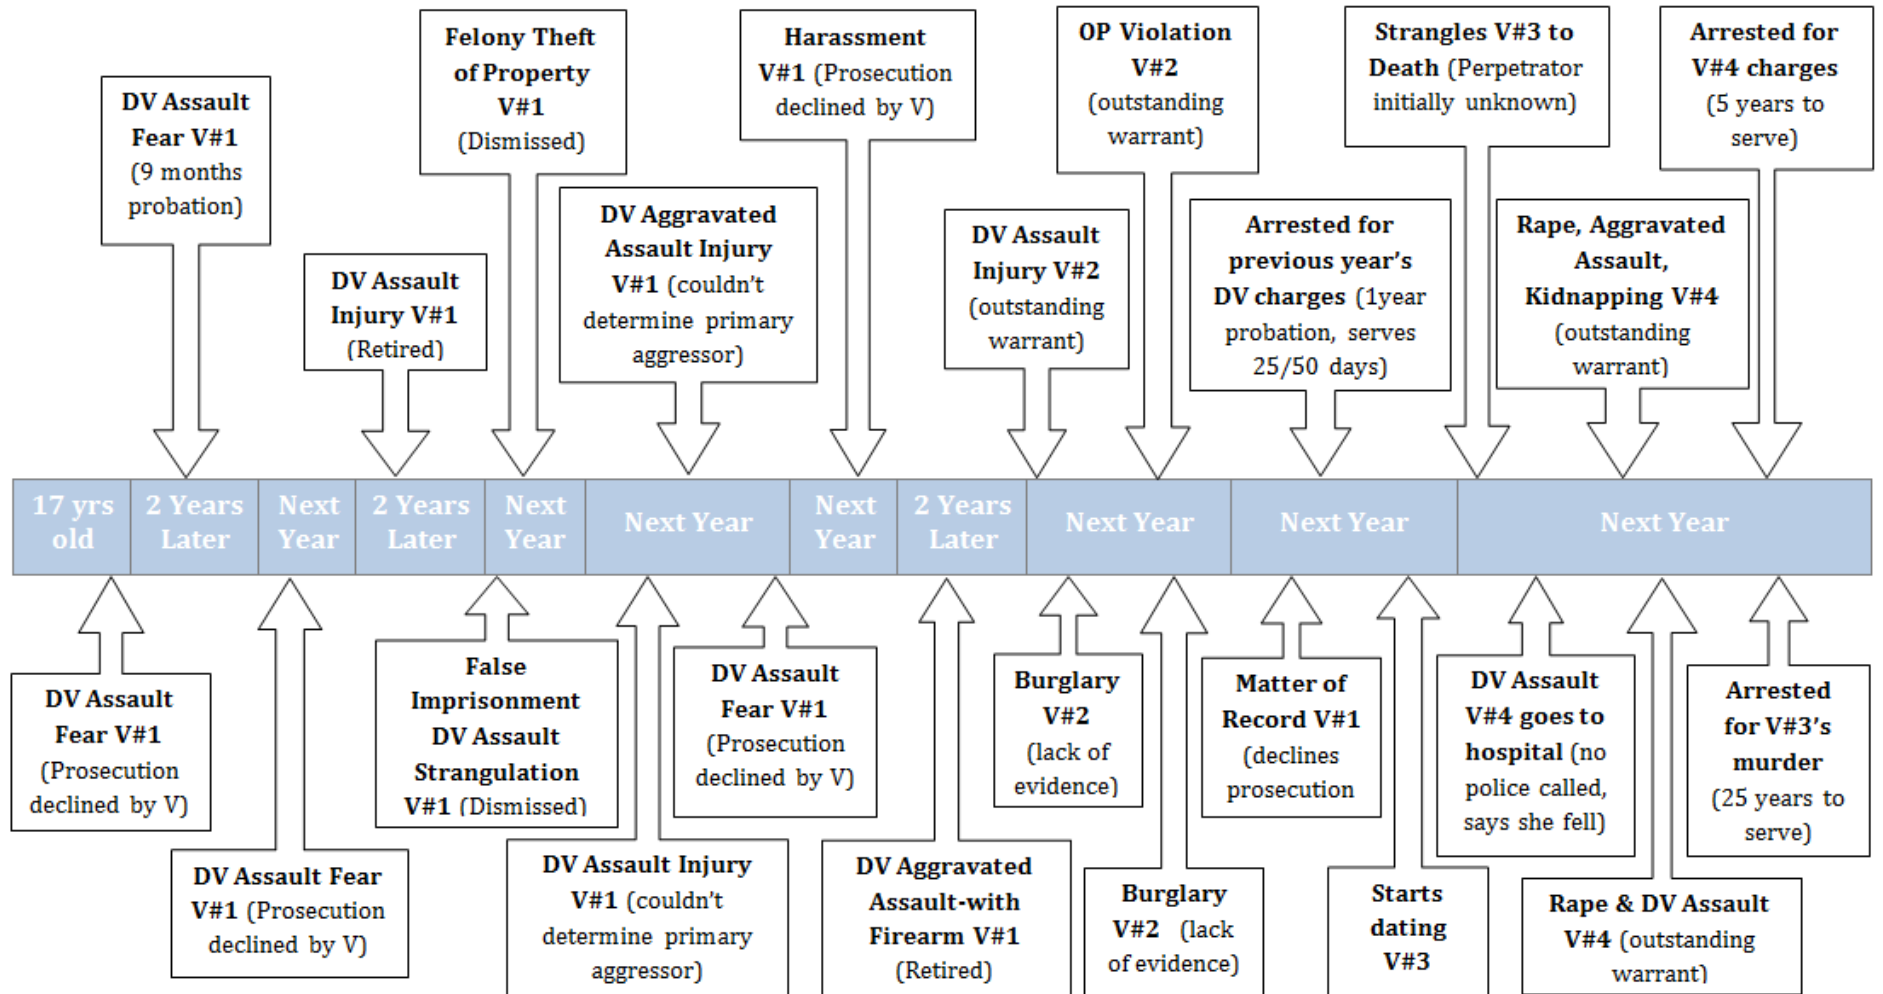 DV Assault
Fear V#1
(9 months
probation)
DV Assault
Injury V#1
(Retired)
Felony Theft
of Property
V#1
(Dismissed)
DV Aggravated
Assault Injury
V#1 (couldn't
determine primary
aggressor)
Harassment
V#1 (Prosecution
declined by V)
DV Assault
Injury V#2
(outstanding
warrant)
OP Violation
V#2
(outstanding
warrant)
Arrested for
previous year's
DV charges (1year
probation, serves
25/50 days)
Strangles V#3 to
Death (Perpetrator
initially unknown)
Rape, Aggravated
Assault,
Kidnapping V#4
(outstanding
warrant)
Arrested for
V#4 charges
(5 years to
serve)
17 yrs
old
2 Years
Later
Next
Year
2 Years
Later
Next
Year
Next Year
Next
Year
2 Years
Later
Next Year
Next Year
Next Year
DV Assault
Fear V#1
(Prosecution
declined by V)
DV Assault Fear
V#1 (Prosecution
declined by V)
False
Imprisonment
DV Assault
Strangulation
V#1 (Dismissed)
DV Assault Injury
V#1 (couldn't
determine primary
aggressor)
DV Assault
Fear V#1
(Prosecution
declined by V)
DV Aggravated
Assault-with
Firearm V#1
(Retired)
Burglary
V#2
(lack of
evidence)
Burglary
V#2 (lack
of evidence)
Matter of
Record V#1
(declines
prosecution
Starts
dating
V#3
DV Assault
V#4 goes to
hospital (no
police called,
says she fell)
Rape & DV Assault
V#4 (outstanding
warrant)
Arrested
for V#3's
murder
(25 years to
serve)